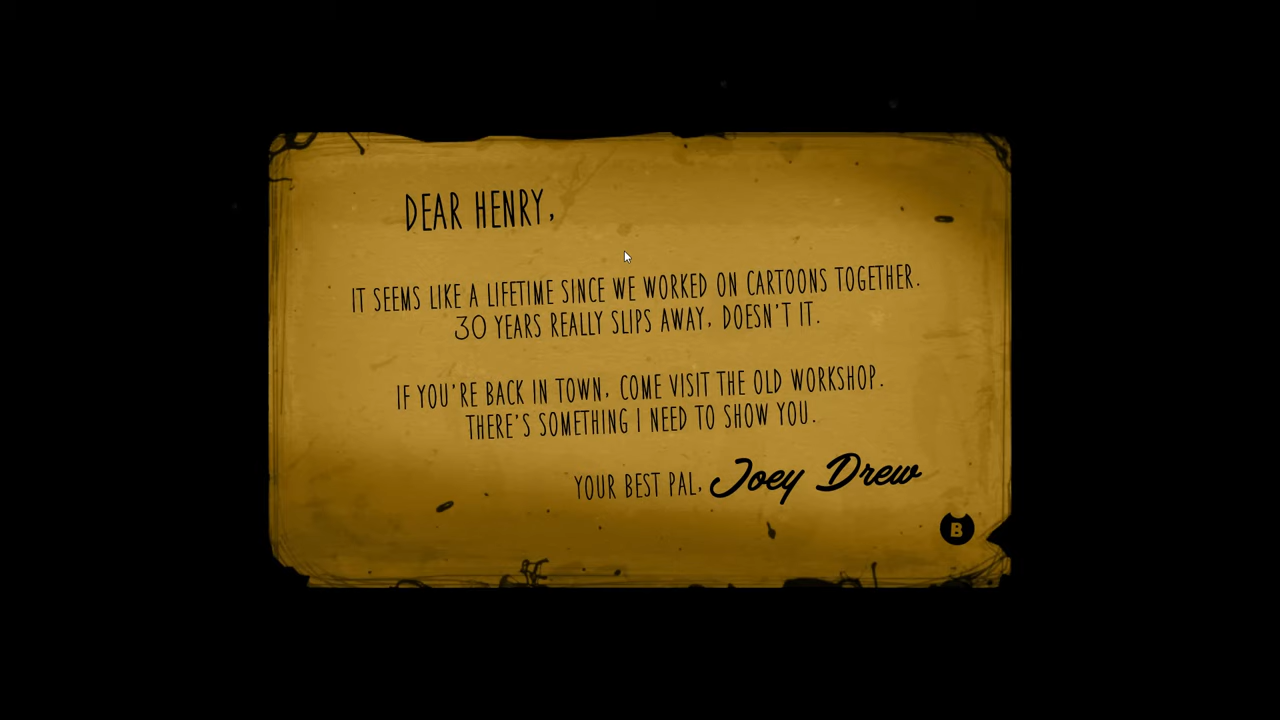 DEAR HENRY,
IT SEEMS LIKE A LIFETIME SINCE WE WORKED ON CARTOONS TOGETHER.
30 YEARS REALLY SLIPS AWAY, DOESN'T IT.
IF YOU'RE BACK IN TOWN, COME VISIT THE OLD WORKSHOP.
THERE'S SOMETHING I NEED TO SHOW YOU.
YOUR BEST PAL, Joey Drew
B